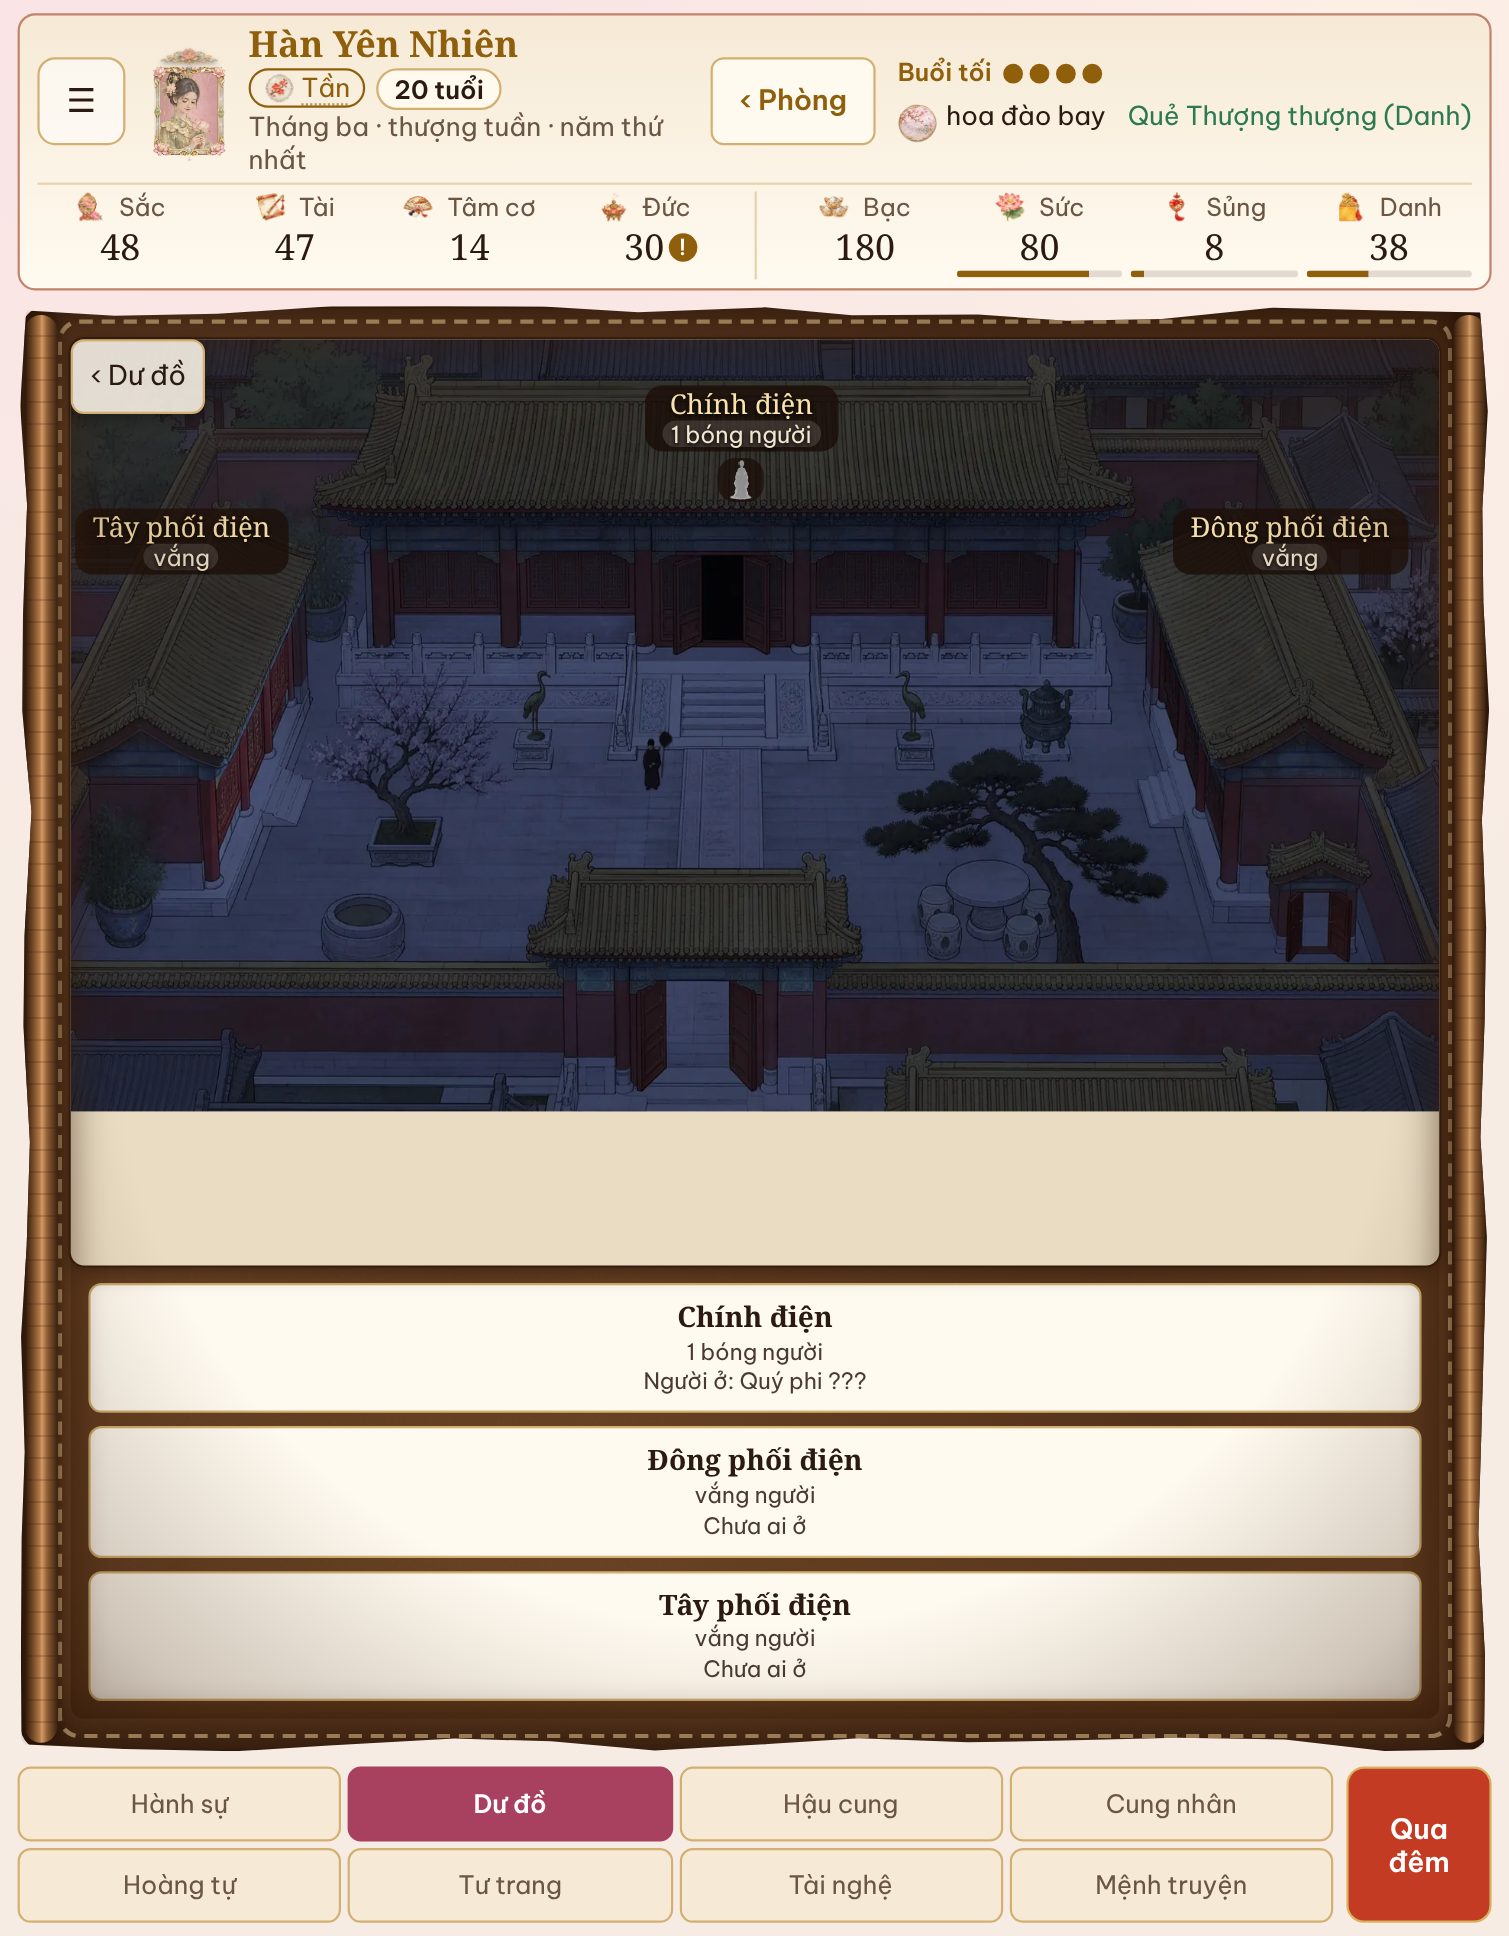 ☰
Hàn Yên Nhiên
Tần
20 tuổi
Tháng ba · thượng tuần · năm thứ
nhất
‹ Phòng
Buổi tối
hoa đào bay
Quẻ Thượng thượng (Danh)
Sắc
48
Tài
47
Tâm cơ
14
Đức
30 !
Bạc
180
Sức
80
Sủng
8
Danh
38
‹ Dư đồ
Chính điện
1 bóng người
Tây phối điện
vắng
Đông phối điện
vắng
Chính điện
1 bóng người
Người ở: Quý phi ???
Đông phối điện
vắng người
Chưa ai ở
Tây phối điện
vắng người
Chưa ai ở
Hành sự
Dư đồ
Hậu cung
Cung nhân
Hoàng tự
Tư trang
Tài nghệ
Mệnh truyện
Qua
đêm